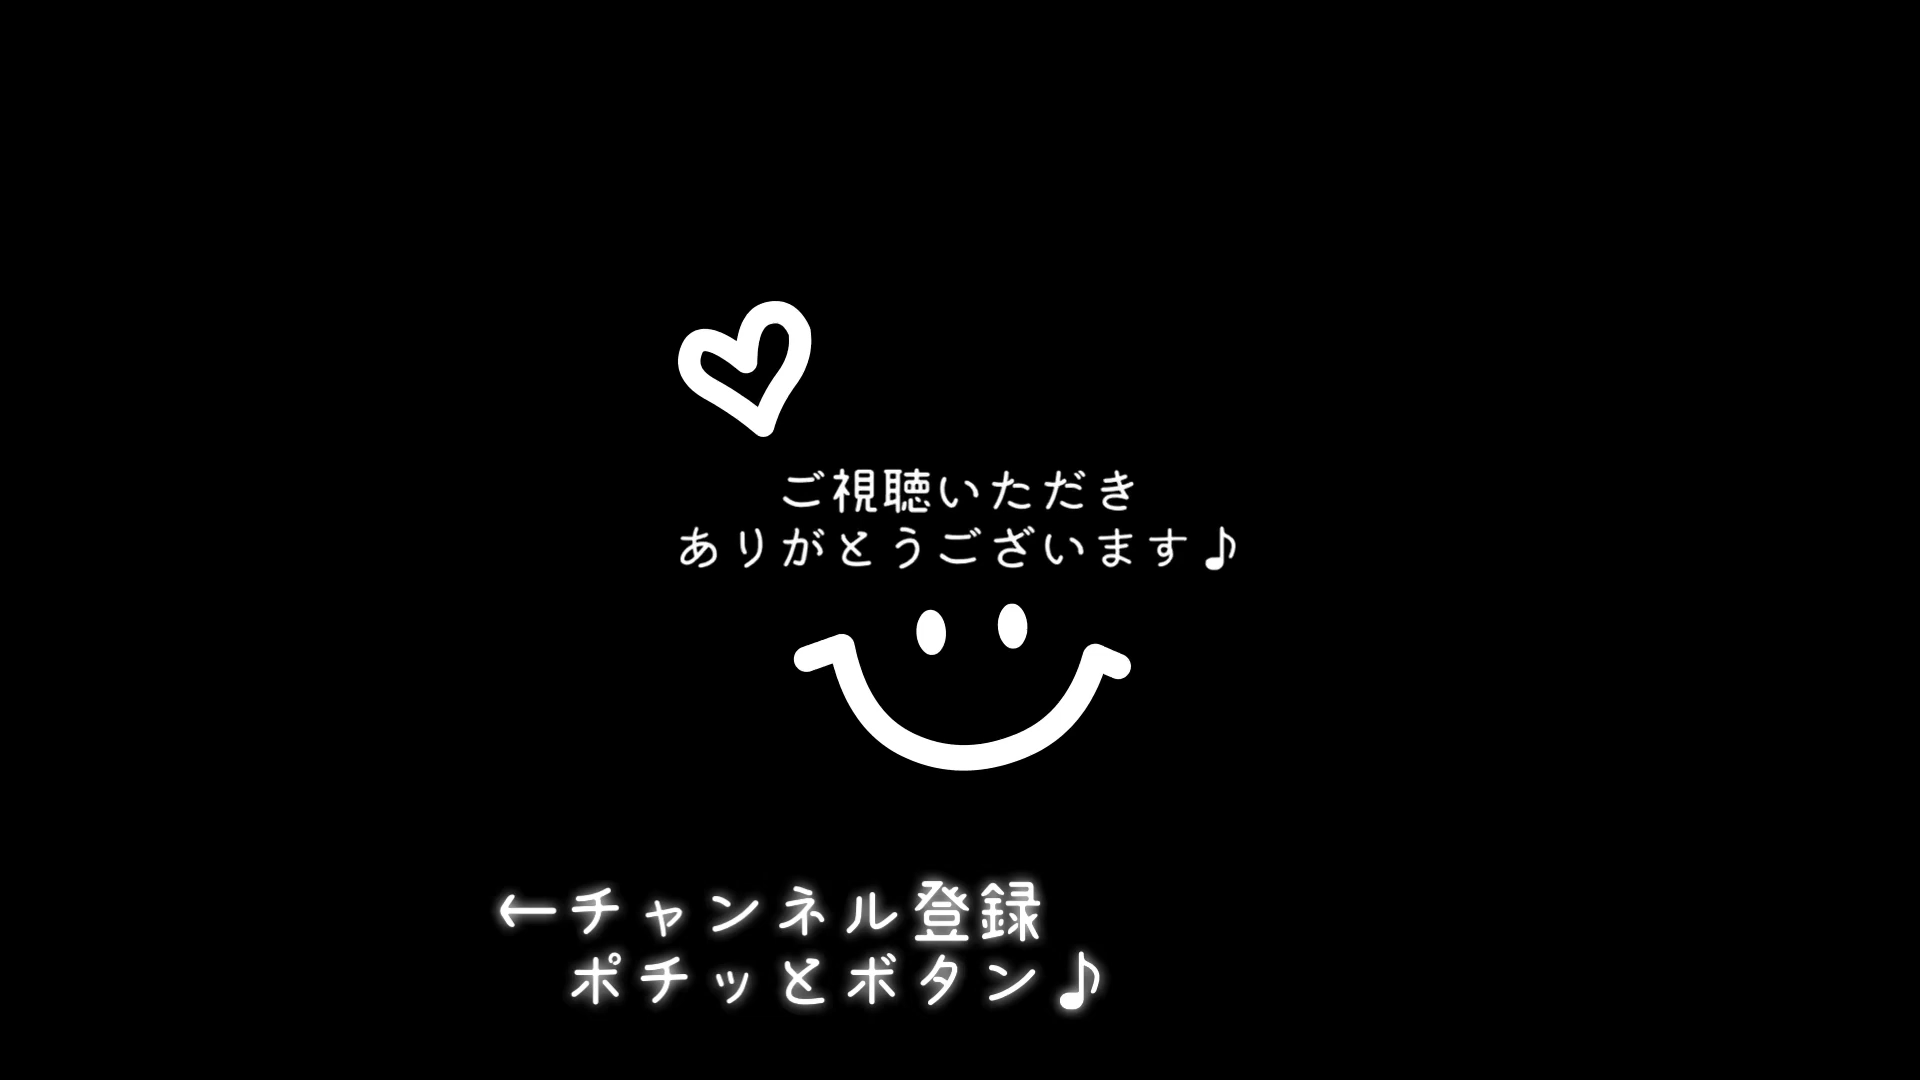 ご視聴いただき
ありがとうございます♪
←チャンネル登録
ポチッとボタン♪